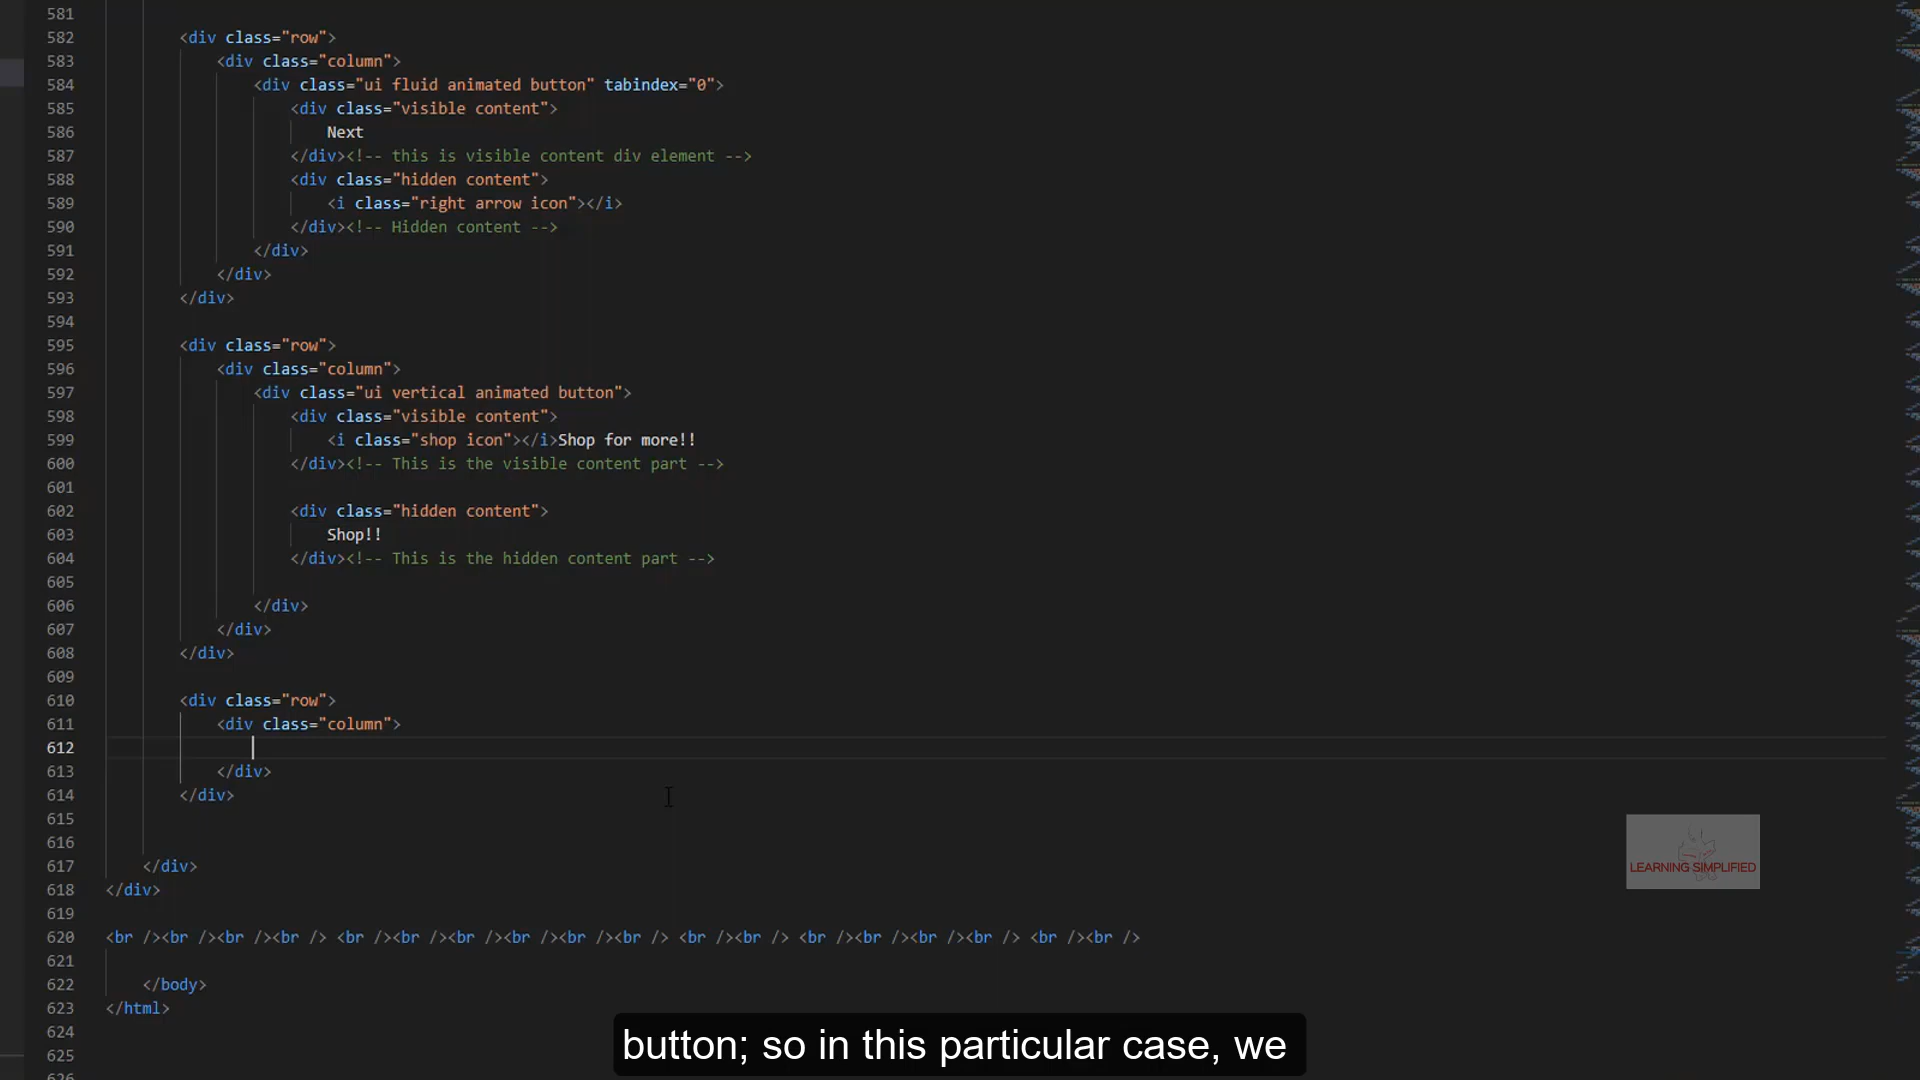 581
582 <div class="row">
583 <div class="column">
584 <div class="ui fluid animated button" tabindex="0">
585 <div class="visible content">
586 Next
587 </div><!-- this is visible content div element -->
588 <div class="hidden content">
589 <i class="right arrow icon"></i>
590 </div><!-- Hidden content -->
591 </div>
592 </div>
593 </div>
594
595 <div class="row">
596 <div class="column">
597 <div class="ui vertical animated button">
598 <div class="visible content">
599 <i class="shop icon"></i>Shop for more!!
600 </div><!-- This is the visible content part -->
601
602 <div class="hidden content">
603 Shop!!
604 </div><!-- This is the hidden content part -->
605
606 </div>
607 </div>
608 </div>
609
610 <div class="row">
611 <div class="column">
612
613 </div>
614 </div>
615
616
617 </div>
618 </div>
619
620 <br /><br /><br /><br /> <br /><br /><br /><br /><br /><br /> <br /><br /> <br /><br /><br /><br /> <br /><br />
621
622 </body>
623 </html>
624
625
626
LEARNING SIMPLIFIED
button; so in this particular case, we